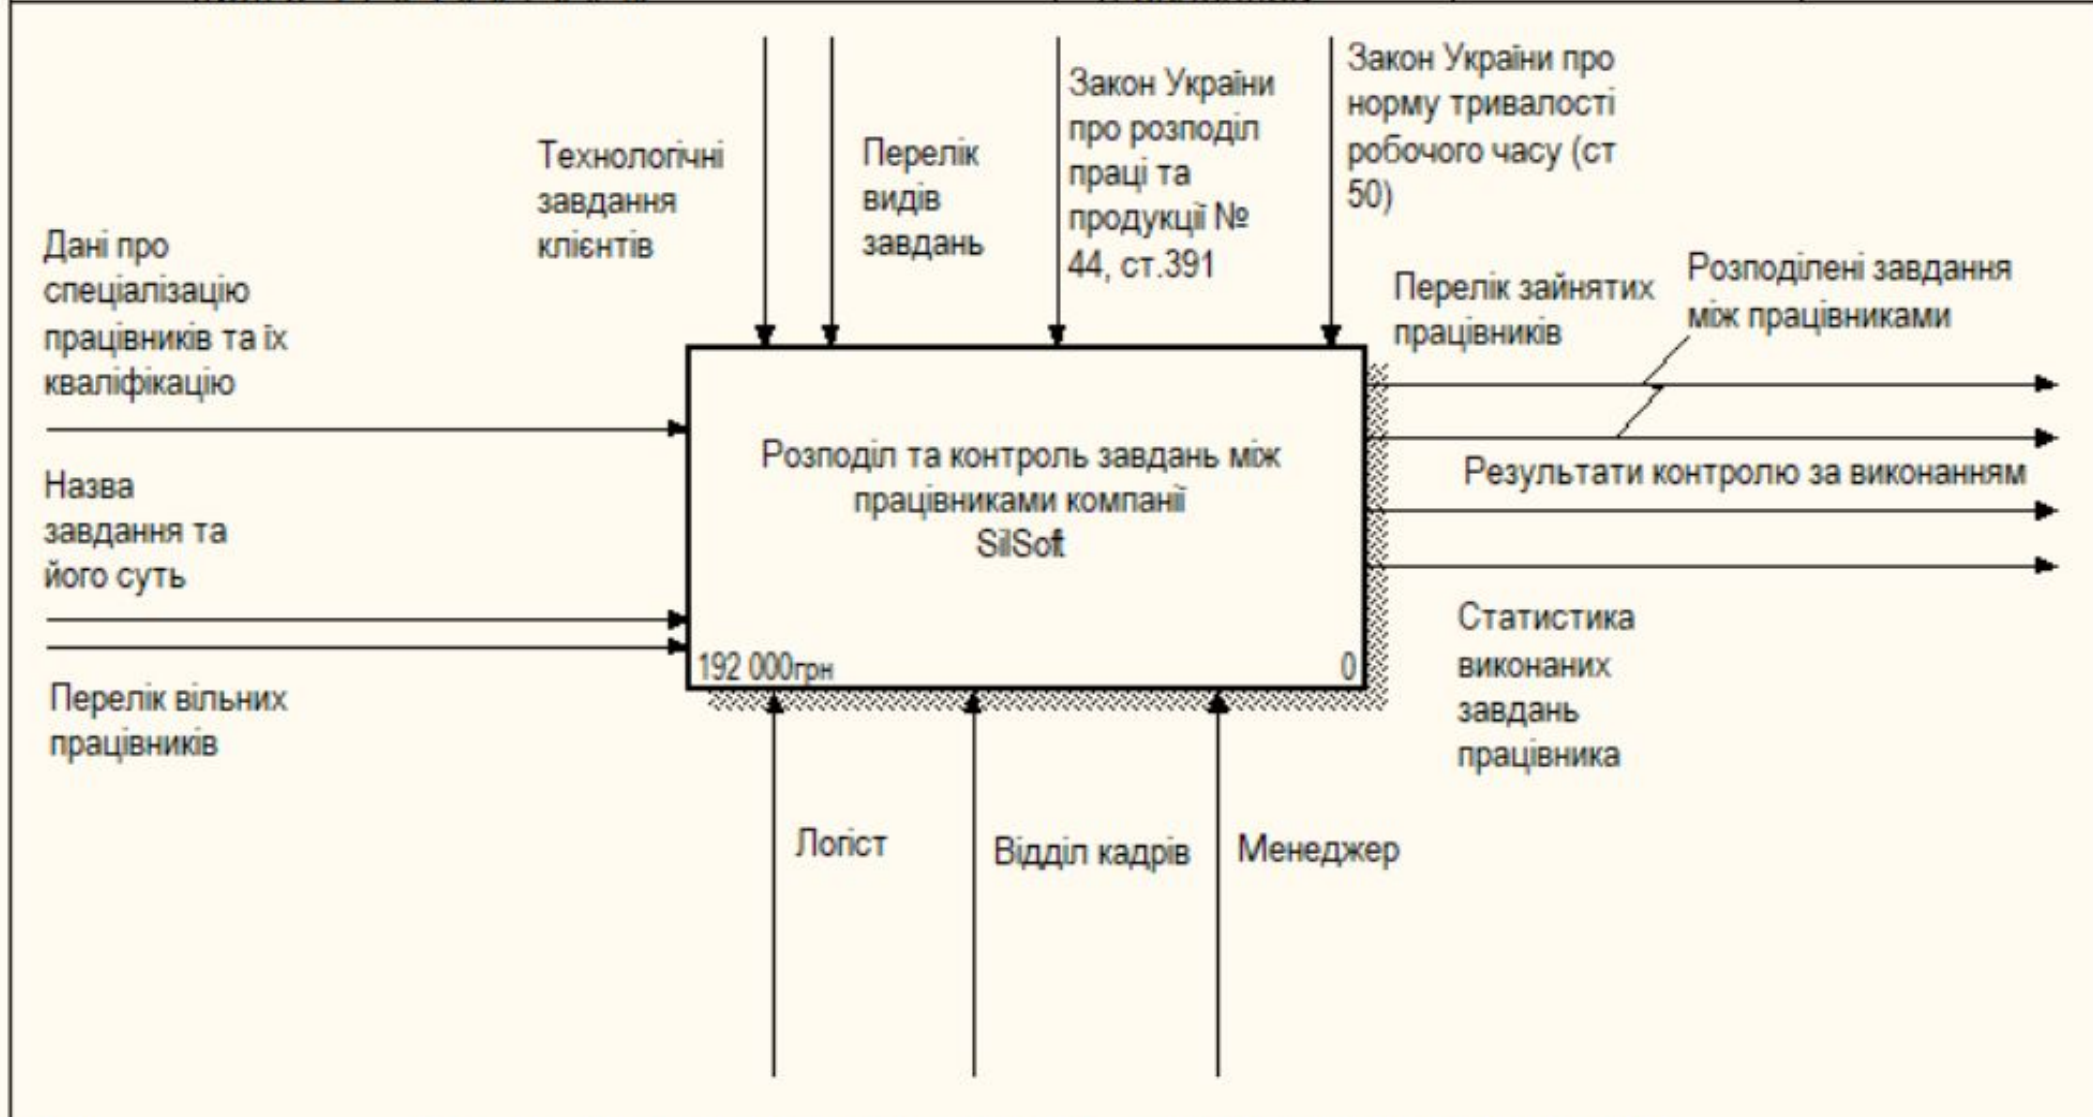 Технологічні
завдання
клієнтів
Перелік
видів
завдань
Закон України
про розподіл
праці та
продукції №
44, ст.391
Закон України про
норму тривалості
робочого часу (ст
50)
Дані про
спеціалізацію
працівників та їх
кваліфікацію
Назва
завдання та
його суть
Перелік вільних
працівників
Розподіл та контроль завдань між
працівниками компанії
SilSoft
192 000грн
0
Перелік зайнятих
працівників
Розподілені завдання
між працівниками
Результати контролю за виконанням
Статистика
виконаних
завдань
працівника
Логіст
Відділ кадрів
Менеджер